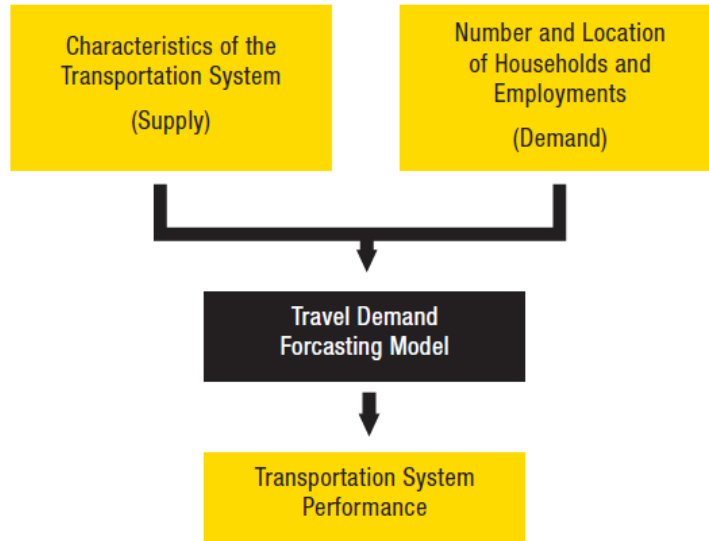 Characteristics of the
Transportation System
(Supply)
Number and Location
of Households and
Employments
(Demand)
Travel Demand
Forcasting Model
Transportation System
Performance